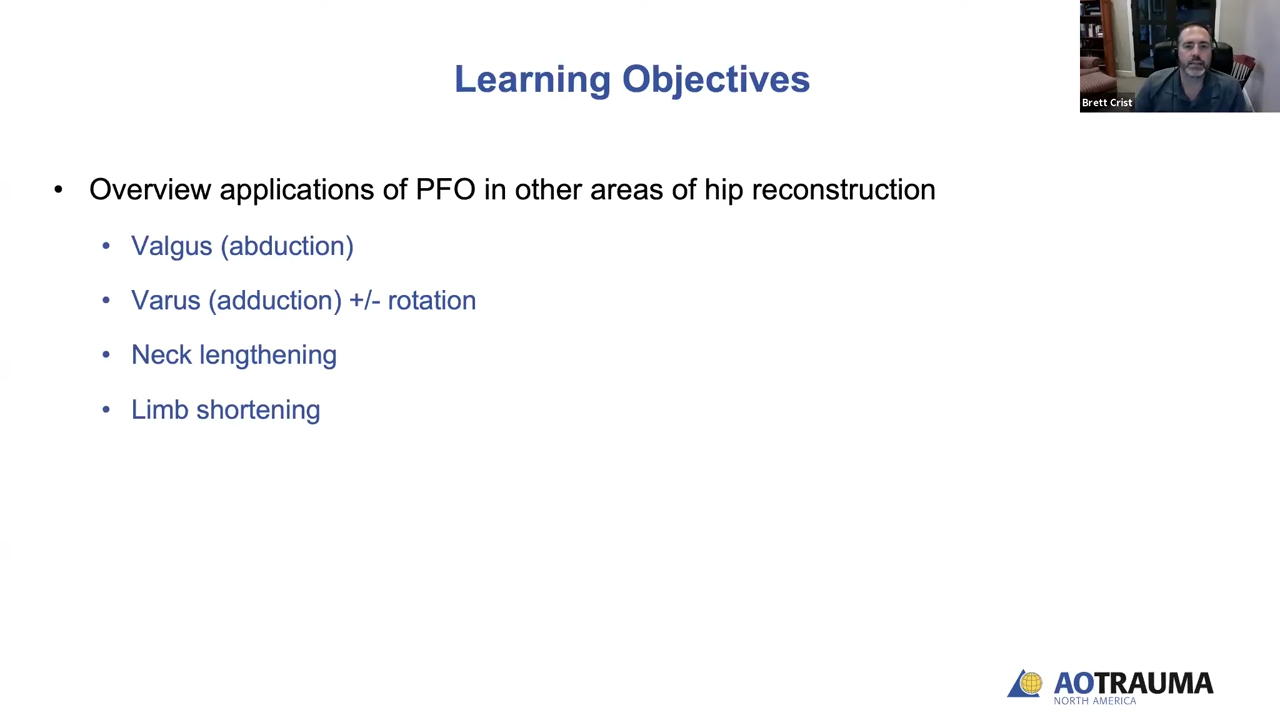 Learning Objectives
Brett Crist
• Overview applications of PFO in other areas of hip reconstruction
• Valgus (abduction)
• Varus (adduction) +/- rotation
• Neck lengthening
• Limb shortening
AOTRAUMA
NORTH AMERICA